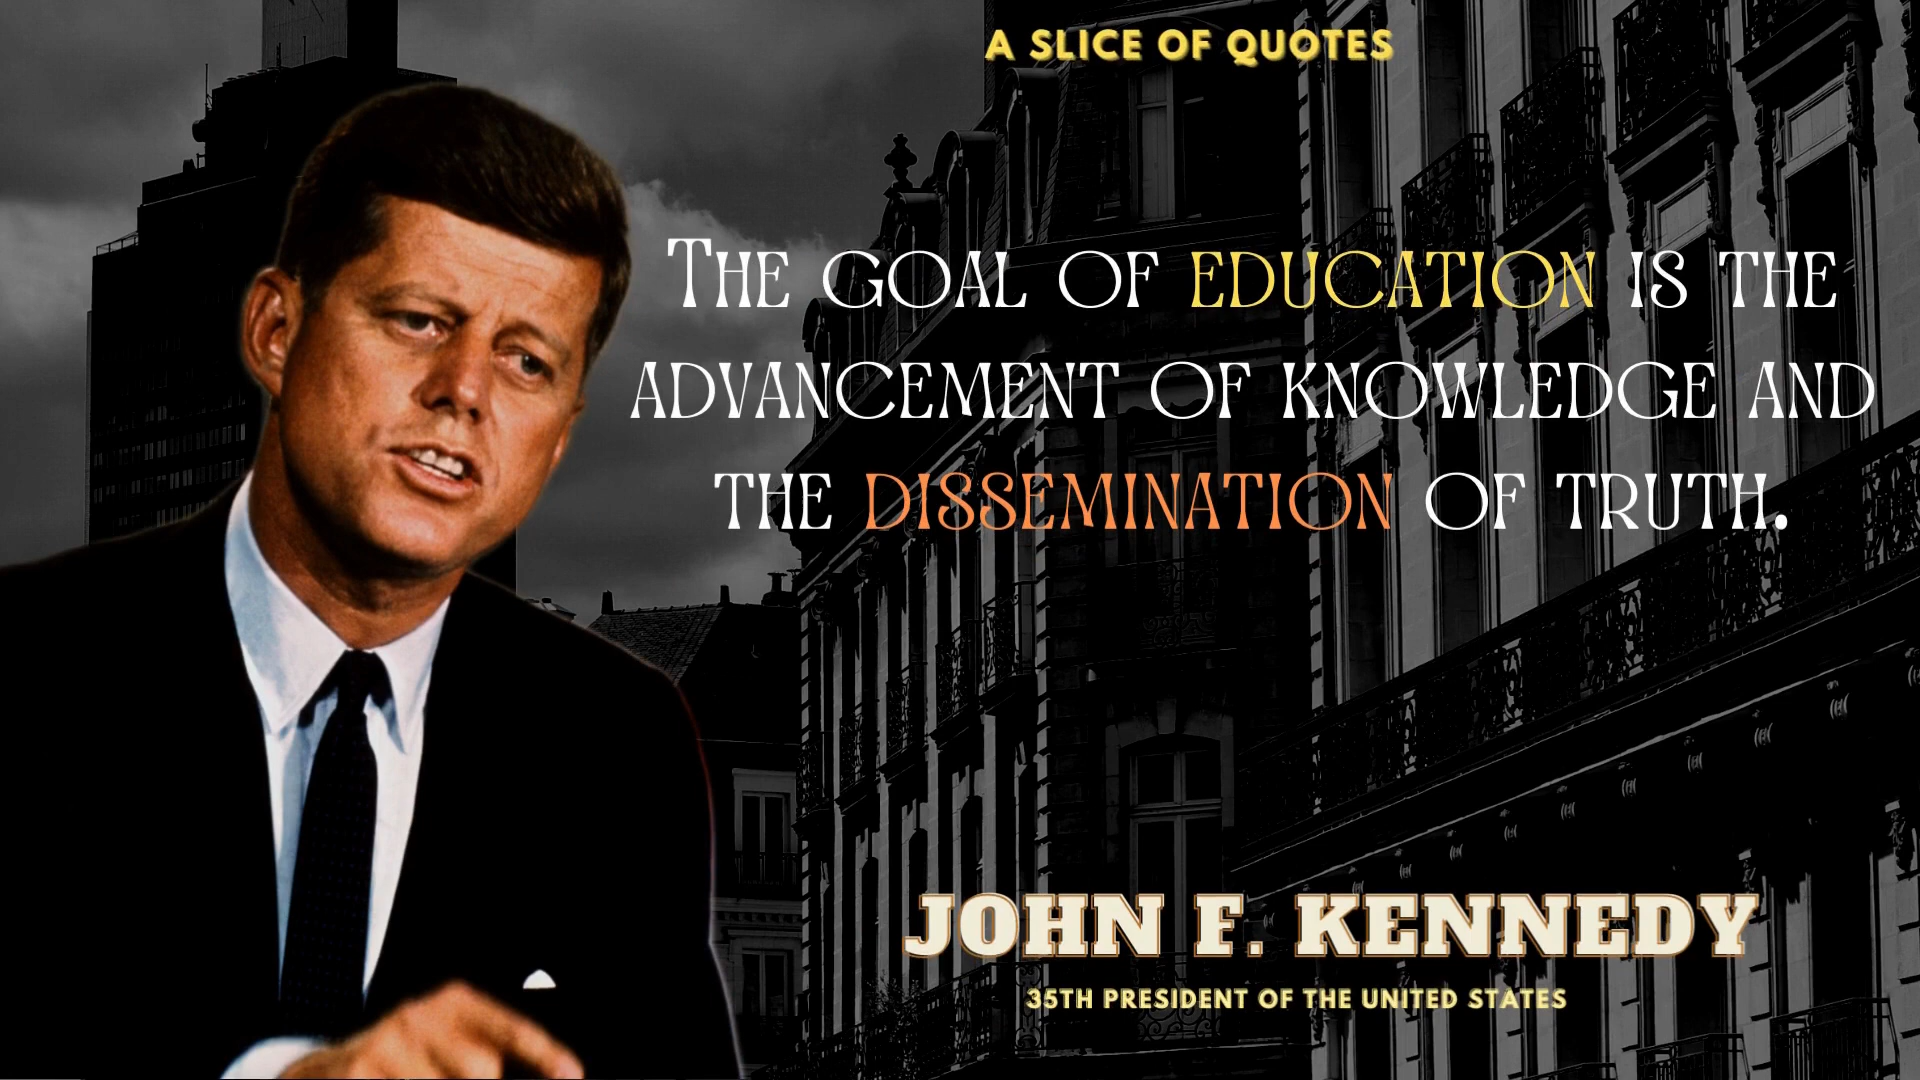 A SLICE OF QUOTES
THE GOAL OF EDUCATION IS THE
ADVANCEMENT OF KNOWLEDGE AND
THE DISSEMINATION OF TRUTH.
JOHN F. KENNEDY
35TH PRESIDENT OF THE UNITED STATES